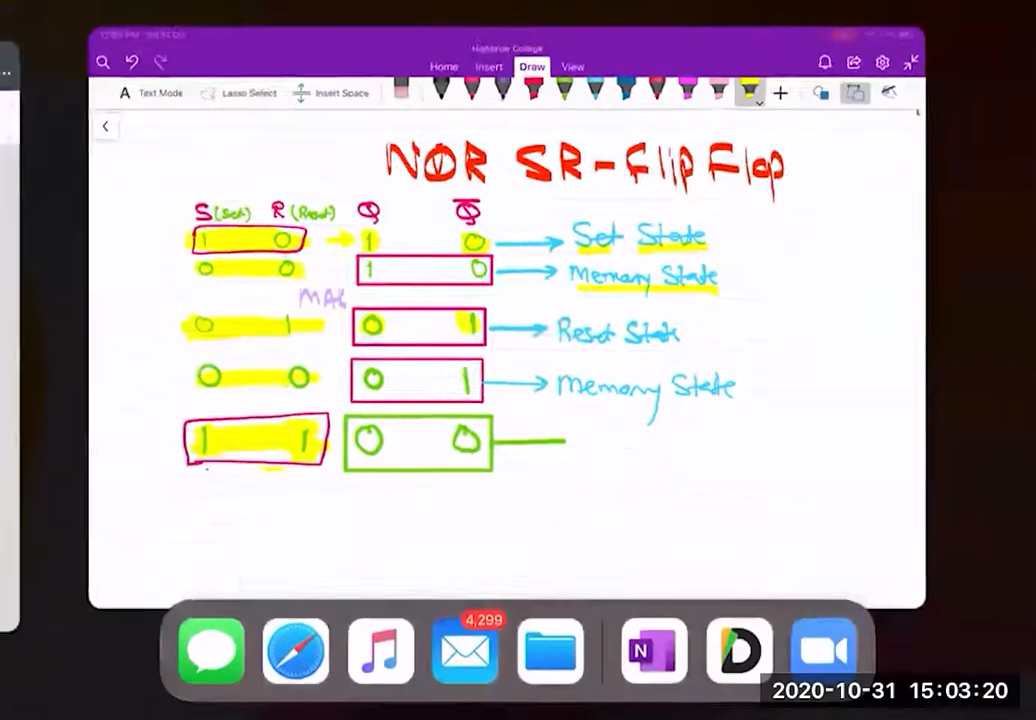 Highbrow College
Home Insert Draw View
Text Mode Lasso Select Insert Space
NOR SR-Flip Flop
S (Set) R (Reset) Q Q̅
1 0 → 1 0 → Set State
0 0 1 0 → Memory State
MAK
0 1 0 1 → Reset State
0 0 0 1 → Memory State
1 1 0 0
4,299
N D
2020-10-31 15:03:20